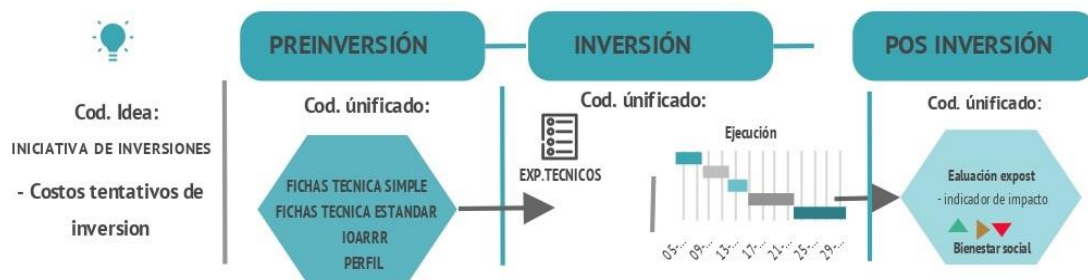 PREINVERSIÓN
INVERSIÓN
POS INVERSIÓN
Cod. Idea:
INICIATIVA DE INVERSIONES
- Costos tentativos de
inversion
Cod. únificado:
FICHAS TECNICA SIMPLE
FICHAS TECNICA ESTANDAR
IOARRR
PERFIL
Cod. únificado:
EXP.TECNICOS
Ejecución
05-...
09-...
13-...
17-...
21-...
25-...
29-...
Cod. únificado:
Ealuación expost
- indicador de impacto
Bienestar social